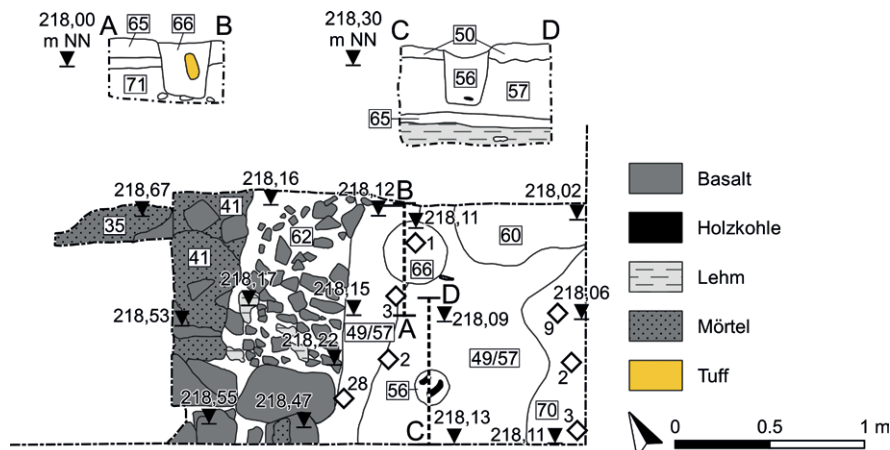 218,00
m NN
A
65
66
B
71
218,30
m NN
C
50
D
56
57
65
218,67
35
41
218,16
62
218,12
B
218,11
1
66
60
218,02
41
218,17
218,15
3
A
D
218,09
218,06
9
218,53
218,22
49/57
2
49/57
2
28
56
70
3
218,55
218,47
C
218,13
218,11
Basalt
Holzkohle
Lehm
Mörtel
Tuff
0 0,5 1 m